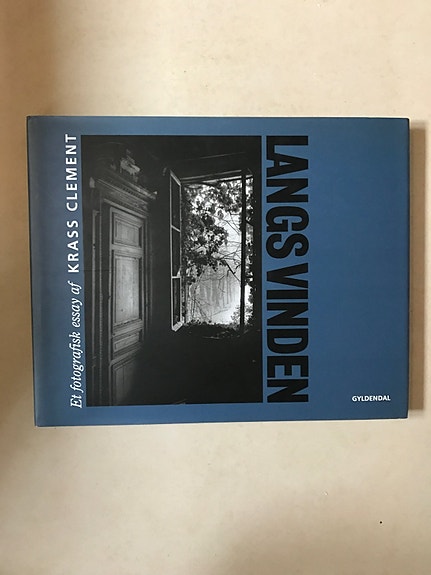 Et fotografisk essay af KRASS CLEMENT
LANGS VINDEN
GYLDENDAL